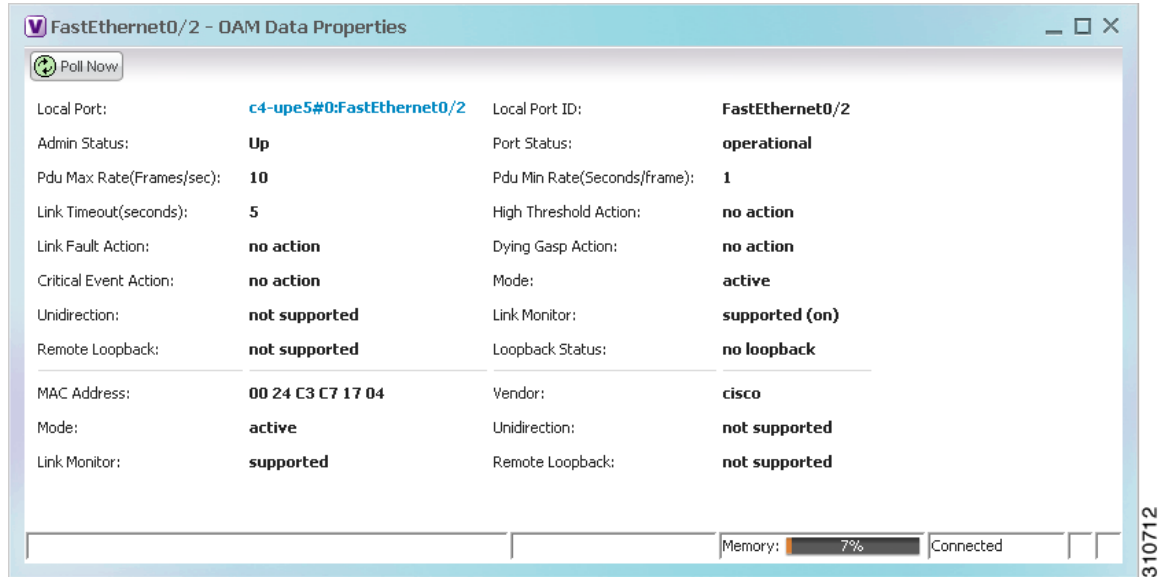 V FastEthernet0/2 - OAM Data Properties
Poll Now
Local Port: c4-upe5#0:FastEthernet0/2 Local Port ID: FastEthernet0/2
Admin Status: Up Port Status: operational
Pdu Max Rate(Frames/sec): 10 Pdu Min Rate(Seconds/frame): 1
Link Timeout(seconds): 5 High Threshold Action: no action
Link Fault Action: no action Dying Gasp Action: no action
Critical Event Action: no action Mode: active
Unidirection: not supported Link Monitor: supported (on)
Remote Loopback: not supported Loopback Status: no loopback
MAC Address: 00 24 C3 C7 17 04 Vendor: cisco
Mode: active Unidirection: not supported
Link Monitor: supported Remote Loopback: not supported
Memory: 7% Connected
310712